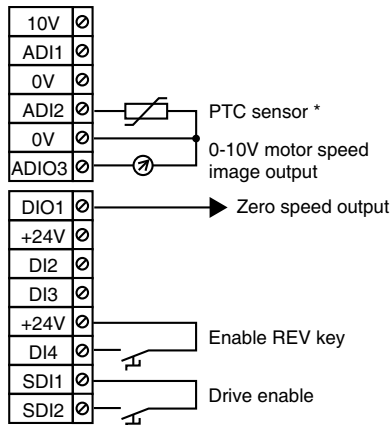 10V
ADI1
0V
ADI2
PTC sensor *
0V
0-10V motor speed
image output
ADIO3
DIO1
Zero speed output
+24V
DI2
DI3
+24V
Enable REV key
DI4
SDI1
Drive enable
SDI2